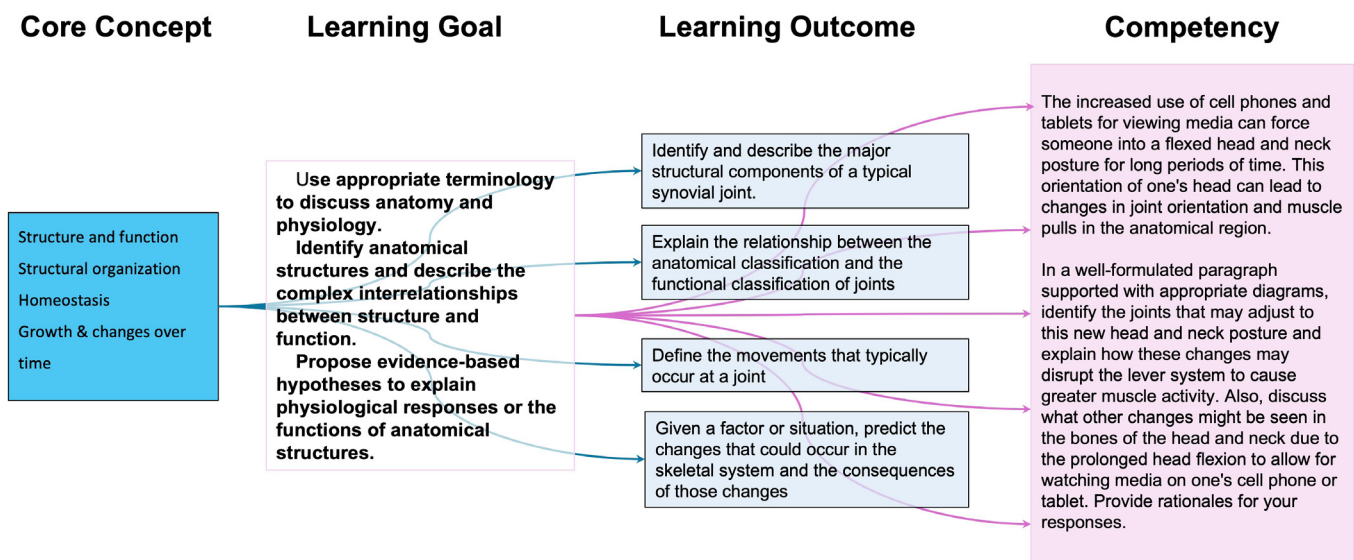 Core Concept
Learning Goal
Learning Outcome
Competency
Structure and function
Structural organization
Homeostasis
Growth & changes over
time
Use appropriate terminology
to discuss anatomy and
physiology.
Identify anatomical
structures and describe the
complex interrelationships
between structure and
function.
Propose evidence-based
hypotheses to explain
physiological responses or the
functions of anatomical
structures.
Identify and describe the major
structural components of a typical
synovial joint.
Explain the relationship between the
anatomical classification and the
functional classification of joints
Define the movements that typically
occur at a joint
Given a factor or situation, predict the
changes that could occur in the
skeletal system and the consequences
of those changes
The increased use of cell phones and
tablets for viewing media can force
someone into a flexed head and neck
posture for long periods of time. This
orientation of one's head can lead to
changes in joint orientation and muscle
pulls in the anatomical region.
In a well-formulated paragraph
supported with appropriate diagrams,
identify the joints that may adjust to
this new head and neck posture and
explain how these changes may
disrupt the lever system to cause
greater muscle activity. Also, discuss
what other changes might be seen in
the bones of the head and neck due to
the prolonged head flexion to allow for
watching media on one's cell phone or
tablet. Provide rationales for your
responses.